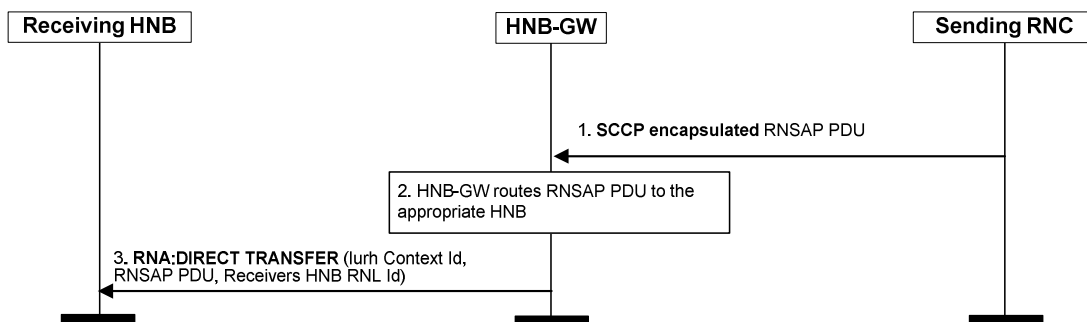 Receiving HNB
HNB-GW
Sending RNC
1. SCCP encapsulated RNSAP PDU
2. HNB-GW routes RNSAP PDU to the
appropriate HNB
3. RNA:DIRECT TRANSFER (Iurh Context Id,
RNSAP PDU, Receivers HNB RNL Id)